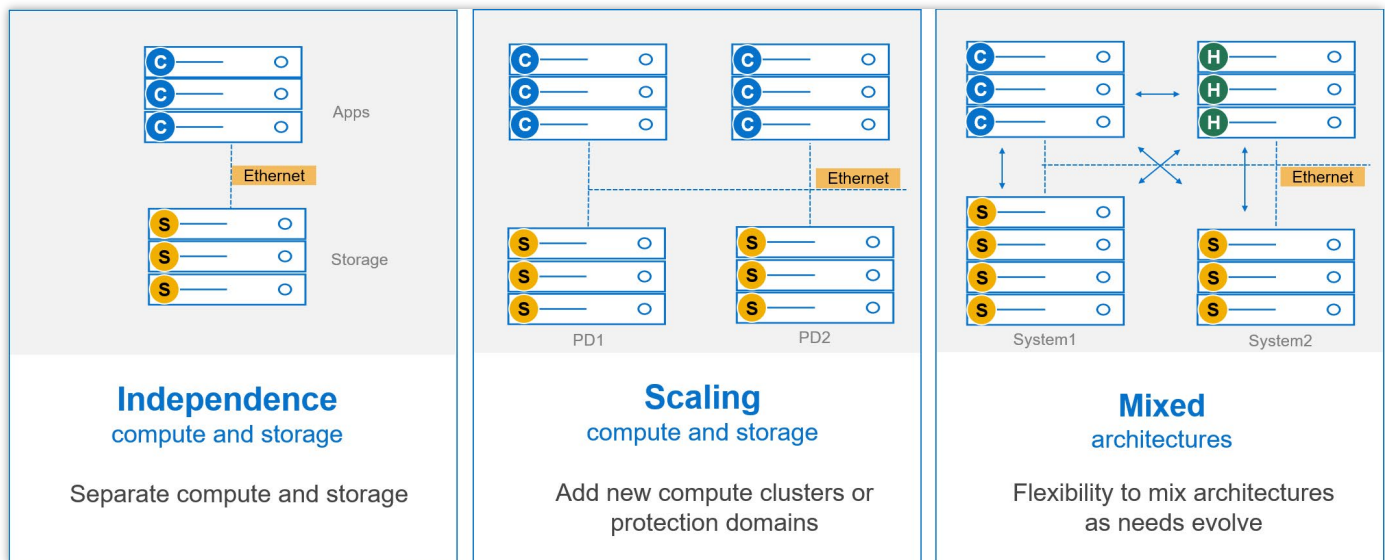 C
C
C
Apps
Ethernet
S
S
S
Storage
Independence
compute and storage
Separate compute and storage
C
C
C
C
C
C
Ethernet
S
S
S
S
S
S
PD1
PD2
Scaling
compute and storage
Add new compute clusters or
protection domains
C
C
C
H
H
H
Ethernet
S
S
S
S
S
S
S
System1
System2
Mixed
architectures
Flexibility to mix architectures
as needs evolve